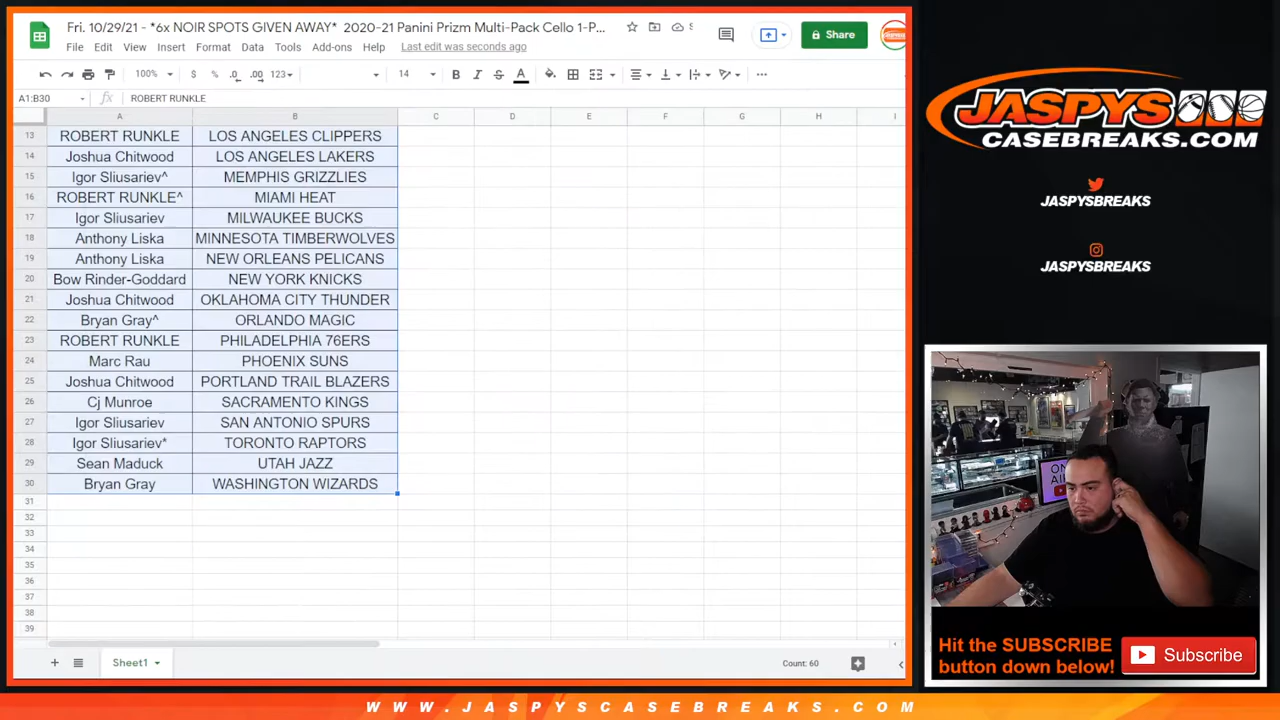 Fri. 10/29/21 - *6x NOIR SPOTS GIVEN AWAY* 2020-21 Panini Prizm Multi-Pack Cello 1-P...
File Edit View Insert Format Data Tools Add-ons Help Last edit was seconds ago
Share
100% $ % .0 .00 123 14 B I S A
A1:B30 fx ROBERT RUNKLE
A B C D E F G H I
13 ROBERT RUNKLE LOS ANGELES CLIPPERS
14 Joshua Chitwood LOS ANGELES LAKERS
15 Igor Sliusariev^ MEMPHIS GRIZZLIES
16 ROBERT RUNKLE^ MIAMI HEAT
17 Igor Sliusariev MILWAUKEE BUCKS
18 Anthony Liska MINNESOTA TIMBERWOLVES
19 Anthony Liska NEW ORLEANS PELICANS
20 Bow Rinder-Goddard NEW YORK KNICKS
21 Joshua Chitwood OKLAHOMA CITY THUNDER
22 Bryan Gray^ ORLANDO MAGIC
23 ROBERT RUNKLE PHILADELPHIA 76ERS
24 Marc Rau PHOENIX SUNS
25 Joshua Chitwood PORTLAND TRAIL BLAZERS
26 Cj Munroe SACRAMENTO KINGS
27 Igor Sliusariev SAN ANTONIO SPURS
28 Igor Sliusariev* TORONTO RAPTORS
29 Sean Maduck UTAH JAZZ
30 Bryan Gray WASHINGTON WIZARDS
31
32
33
34
35
36
37
38
39
Sheet1
Count: 60
JASPYS
CASEBREAKS.COM
JASPYSBREAKS
JASPYSBREAKS
ON
AIR
Hit the SUBSCRIBE
button down below!
Subscribe
WWW.JASPYSCASEBREAKS.COM